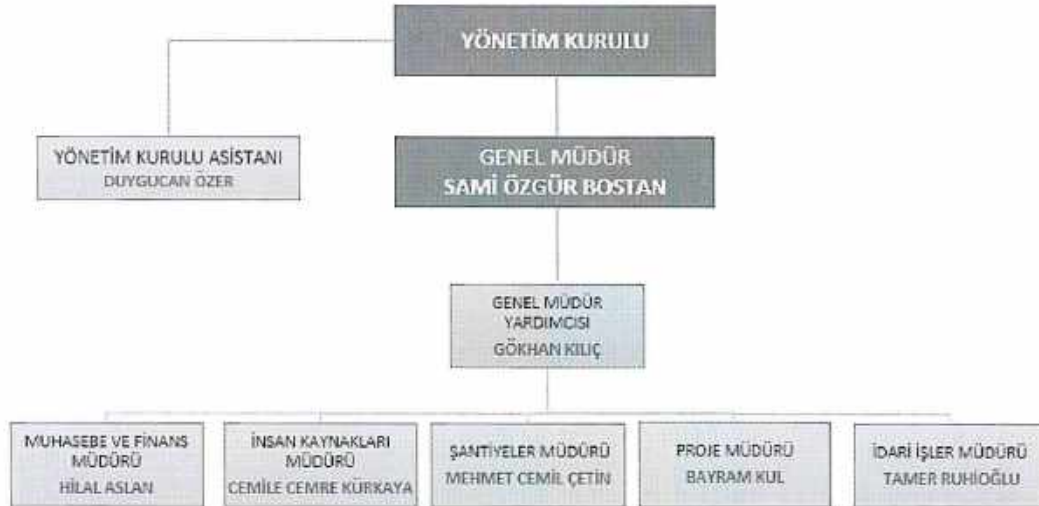 YÖNETİM KURULU
YÖNETİM KURULU ASİSTANI
DUYGUCAN ÖZER
GENEL MÜDÜR
SAMİ ÖZGÜR BOSTAN
GENEL MÜDÜR
YARDIMCISI
GÖKHAN KILIÇ
MUHASEBE VE FİNANS
MÜDÜRÜ
HİLAL ASLAN
İNSAN KAYNAKLARI
MÜDÜRÜ
CEMİLE CEMRE KÜRKAYA
ŞANTİYELER MÜDÜRÜ
MEHMET CEMİL ÇETİN
PROJE MÜDÜRÜ
BAYRAM KUL
İDARİ İŞLER MÜDÜRÜ
TAMER RUHİOĞLU